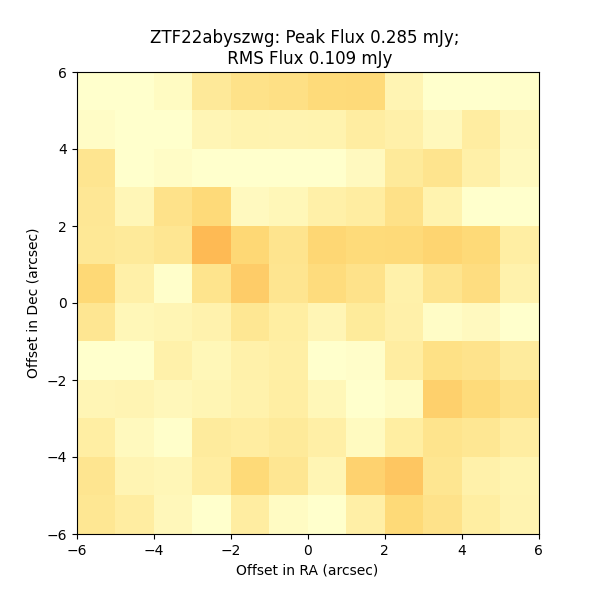 ZTF22abyszwg: Peak Flux 0.285 mJy;
RMS Flux 0.109 mJy
6
4
2
0
−2
−4
−6
Offset in Dec (arcsec)
−6 −4 −2 0 2 4 6
Offset in RA (arcsec)